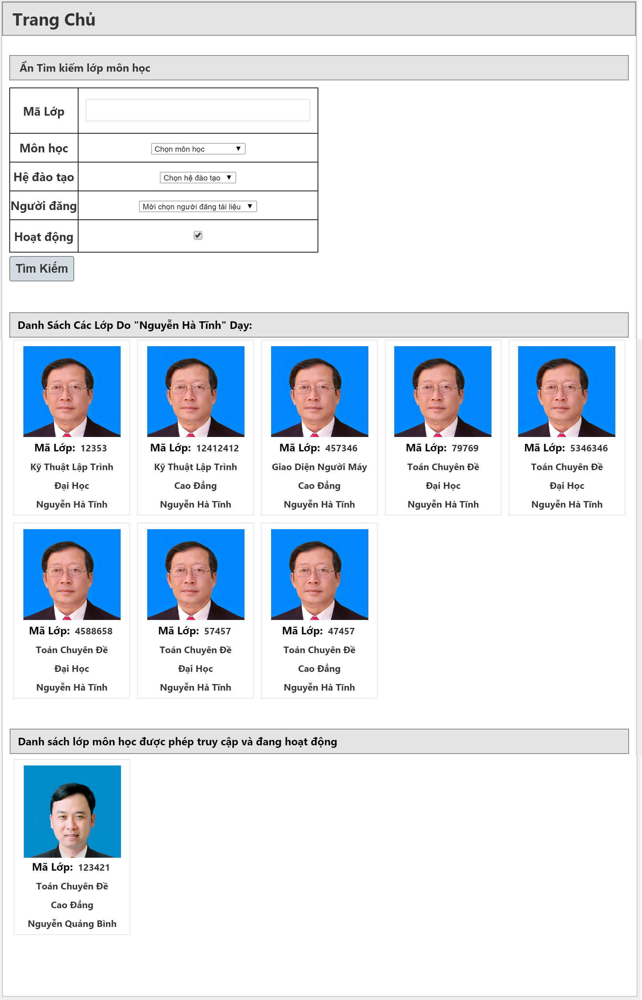 Trang Chủ
Ẩn Tìm kiếm lớp môn học
Mã Lớp
Môn học Chọn môn học
Hệ đào tạo Chọn hệ đào tạo
Người đăng Mời chọn người đăng tài liệu
Hoạt động
Tìm Kiếm
Danh Sách Các Lớp Do "Nguyễn Hà Tĩnh" Dạy:
Mã Lớp: 12353
Kỹ Thuật Lập Trình
Đại Học
Nguyễn Hà Tĩnh
Mã Lớp: 12412412
Kỹ Thuật Lập Trình
Cao Đẳng
Nguyễn Hà Tĩnh
Mã Lớp: 457346
Giao Diện Người Máy
Cao Đẳng
Nguyễn Hà Tĩnh
Mã Lớp: 79769
Toán Chuyên Đề
Đại Học
Nguyễn Hà Tĩnh
Mã Lớp: 5346346
Toán Chuyên Đề
Đại Học
Nguyễn Hà Tĩnh
Mã Lớp: 4588658
Toán Chuyên Đề
Đại Học
Nguyễn Hà Tĩnh
Mã Lớp: 57457
Toán Chuyên Đề
Đại Học
Nguyễn Hà Tĩnh
Mã Lớp: 47457
Toán Chuyên Đề
Cao Đẳng
Nguyễn Hà Tĩnh
Danh sách lớp môn học được phép truy cập và đang hoạt động
Mã Lớp: 123421
Toán Chuyên Đề
Cao Đẳng
Nguyễn Quảng Bình